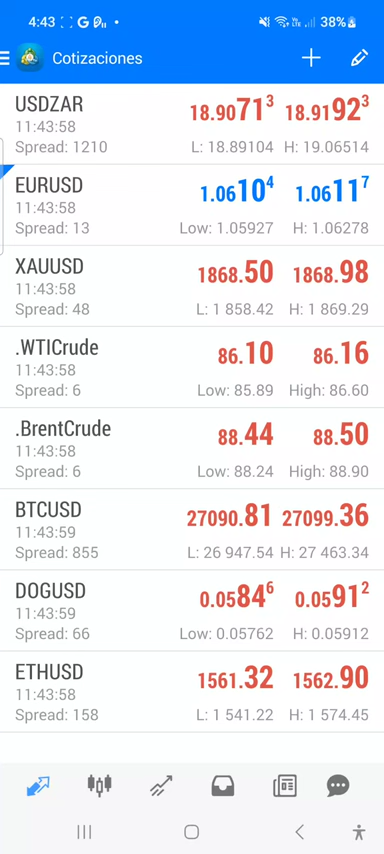 4:43 G 38%
Cotizaciones
USDZAR 18.9071³ 18.9192³
11:43:58
Spread: 1210 L: 18.89104 H: 19.06514
EURUSD 1.0610⁴ 1.0611⁷
11:43:58
Spread: 13 Low: 1.05927 H: 1.06278
XAUUSD 1868.50 1868.98
11:43:58
Spread: 48 L: 1 858.42 H: 1 869.29
.WTICrude 86.10 86.16
11:43:58
Spread: 6 Low: 85.89 High: 86.60
.BrentCrude 88.44 88.50
11:43:58
Spread: 6 Low: 88.24 High: 88.90
BTCUSD 27090.81 27099.36
11:43:59
Spread: 855 L: 26 947.54 H: 27 463.34
DOGUSD 0.0584⁶ 0.0591²
11:43:59
Spread: 66 Low: 0.05762 H: 0.05912
ETHUSD 1561.32 1562.90
11:43:58
Spread: 158 L: 1 541.22 H: 1 574.45